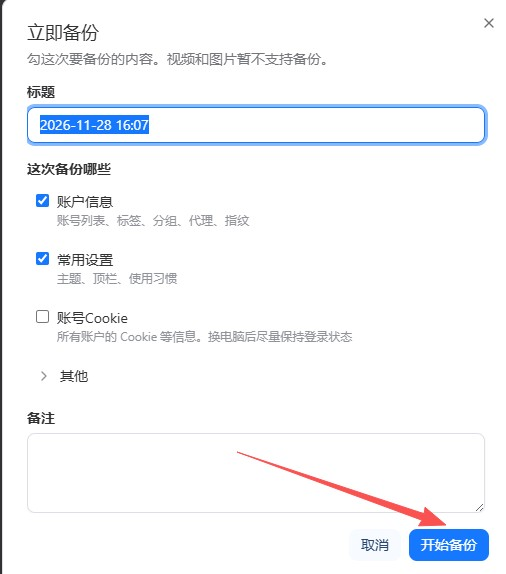 立即备份
勾这次要备份的内容。视频和图片暂不支持备份。
标题
2026-11-28 16:07
这次备份哪些
账户信息
账号列表、标签、分组、代理、指纹
常用设置
主题、顶栏、使用习惯
账号Cookie
所有账户的 Cookie 等信息。换电脑后尽量保持登录状态
其他
备注
取消
开始备份